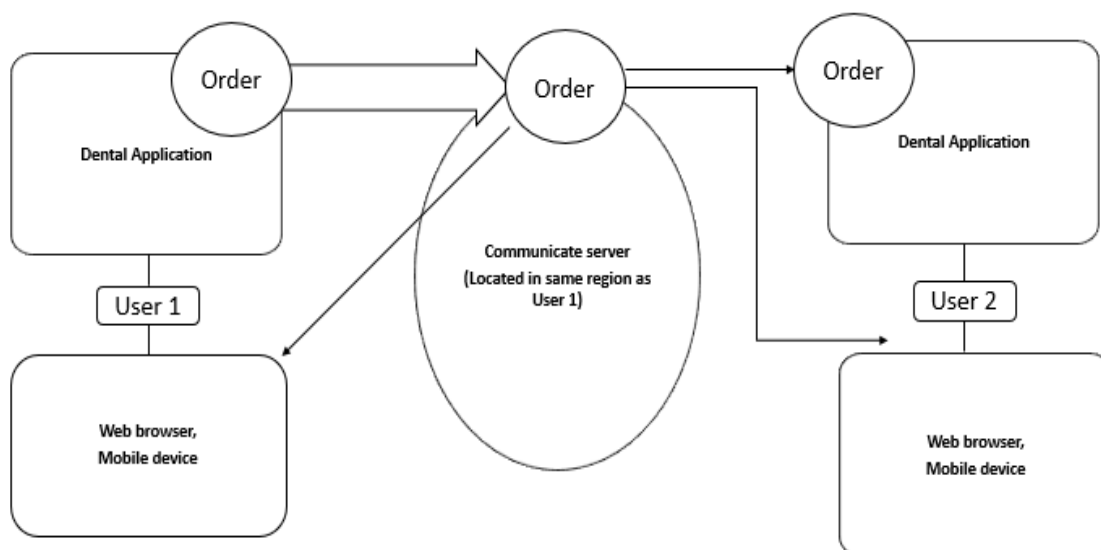 Order
Dental Application
User 1
Web browser,
Mobile device
Order
Communicate server
(Located in same region as
User 1)
Order
Dental Application
User 2
Web browser,
Mobile device